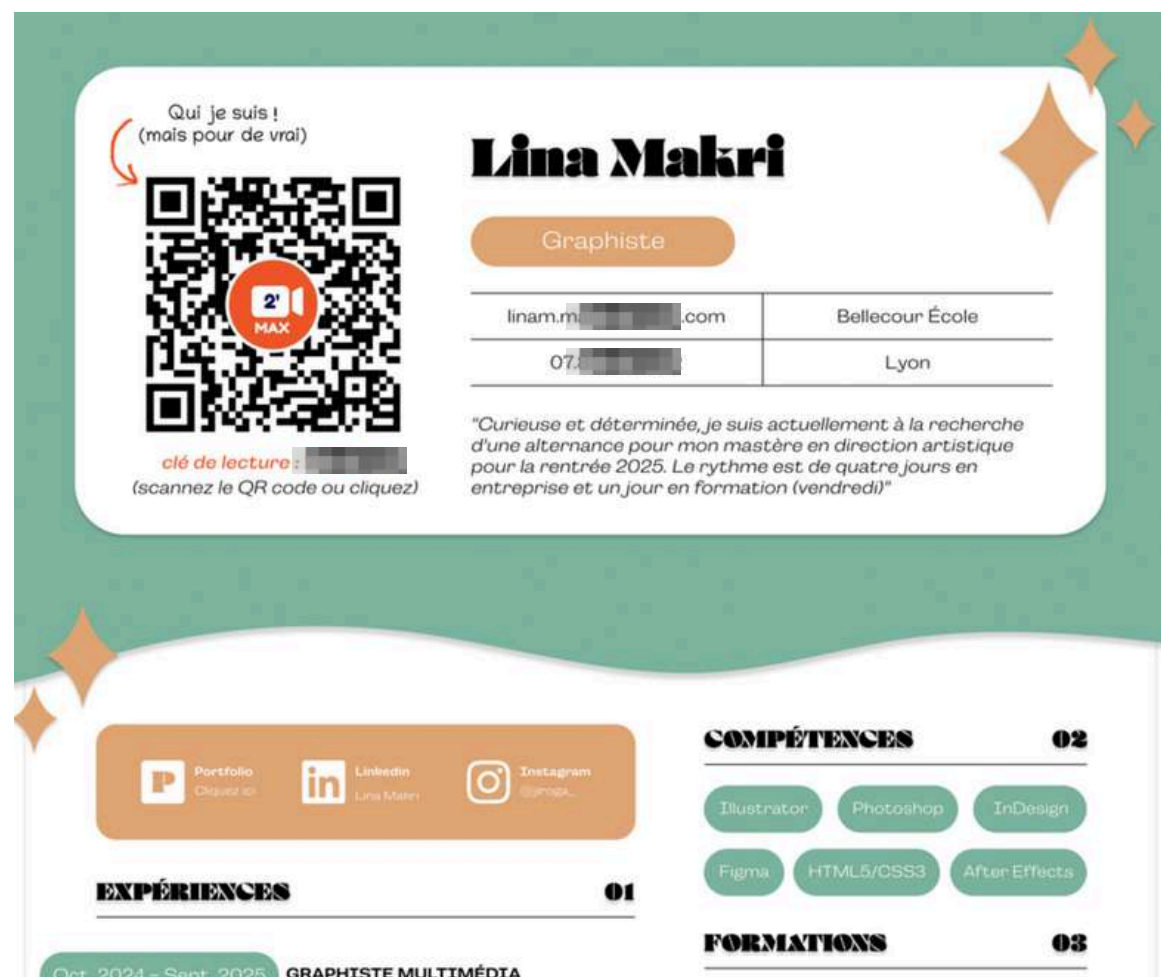 Qui je suis !
(mais pour de vrai)
2'
MAX
clé de lecture :
(scannez le QR code ou cliquez)
Lina Makri
Graphiste
linam.m .com
Bellecour École
07.
Lyon
"Curieuse et déterminée, je suis actuellement à la recherche
d'une alternance pour mon mastère en direction artistique
pour la rentrée 2025. Le rythme est de quatre jours en
entreprise et un jour en formation (vendredi)"
P Portfolio
Cliquez ici
in Linkedin
Lina Makri
Instagram
EXPÉRIENCES 01
Oct. 2024 - Sept. 2025 GRAPHISTE MULTIMÉDIA
COMPÉTENCES 02
Illustrator Photoshop InDesign
Figma HTML5/CSS3 After Effects
FORMATIONS 03